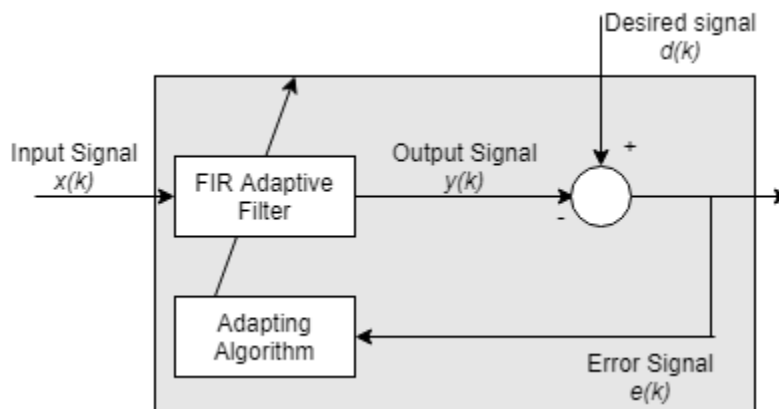 Desired signal
d(k)
Input Signal
x(k)
FIR Adaptive
Filter
Output Signal
y(k)
+
-
Adapting
Algorithm
Error Signal
e(k)